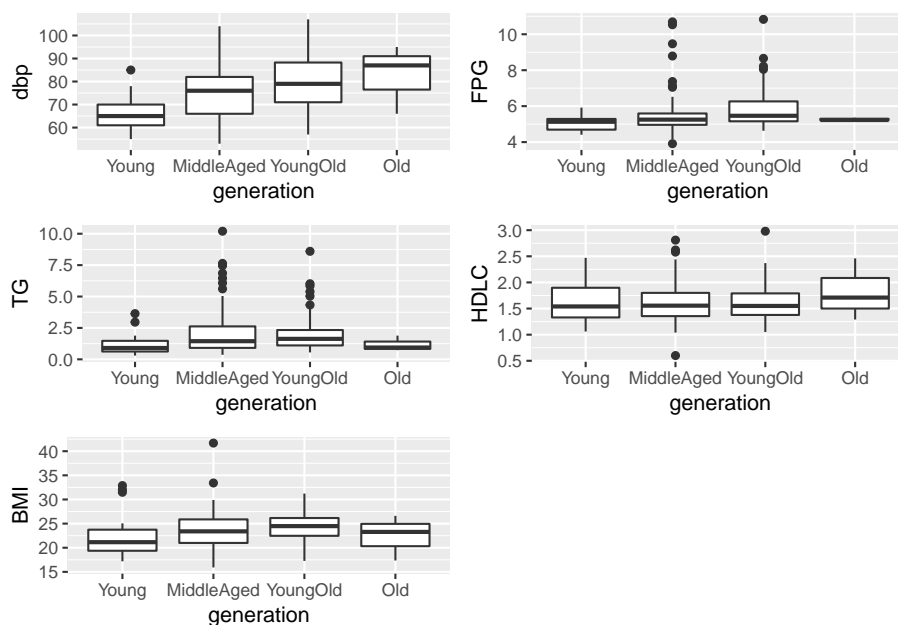 dbp
100
90
80
70
60
Young MiddleAged YoungOld Old
generation
FPG
10
8
6
4
Young MiddleAged YoungOld Old
generation
TG
10.0
7.5
5.0
2.5
0.0
Young MiddleAged YoungOld Old
generation
HDLC
3.0
2.5
2.0
1.5
1.0
0.5
Young MiddleAged YoungOld Old
generation
BMI
40
35
30
25
20
15
Young MiddleAged YoungOld Old
generation